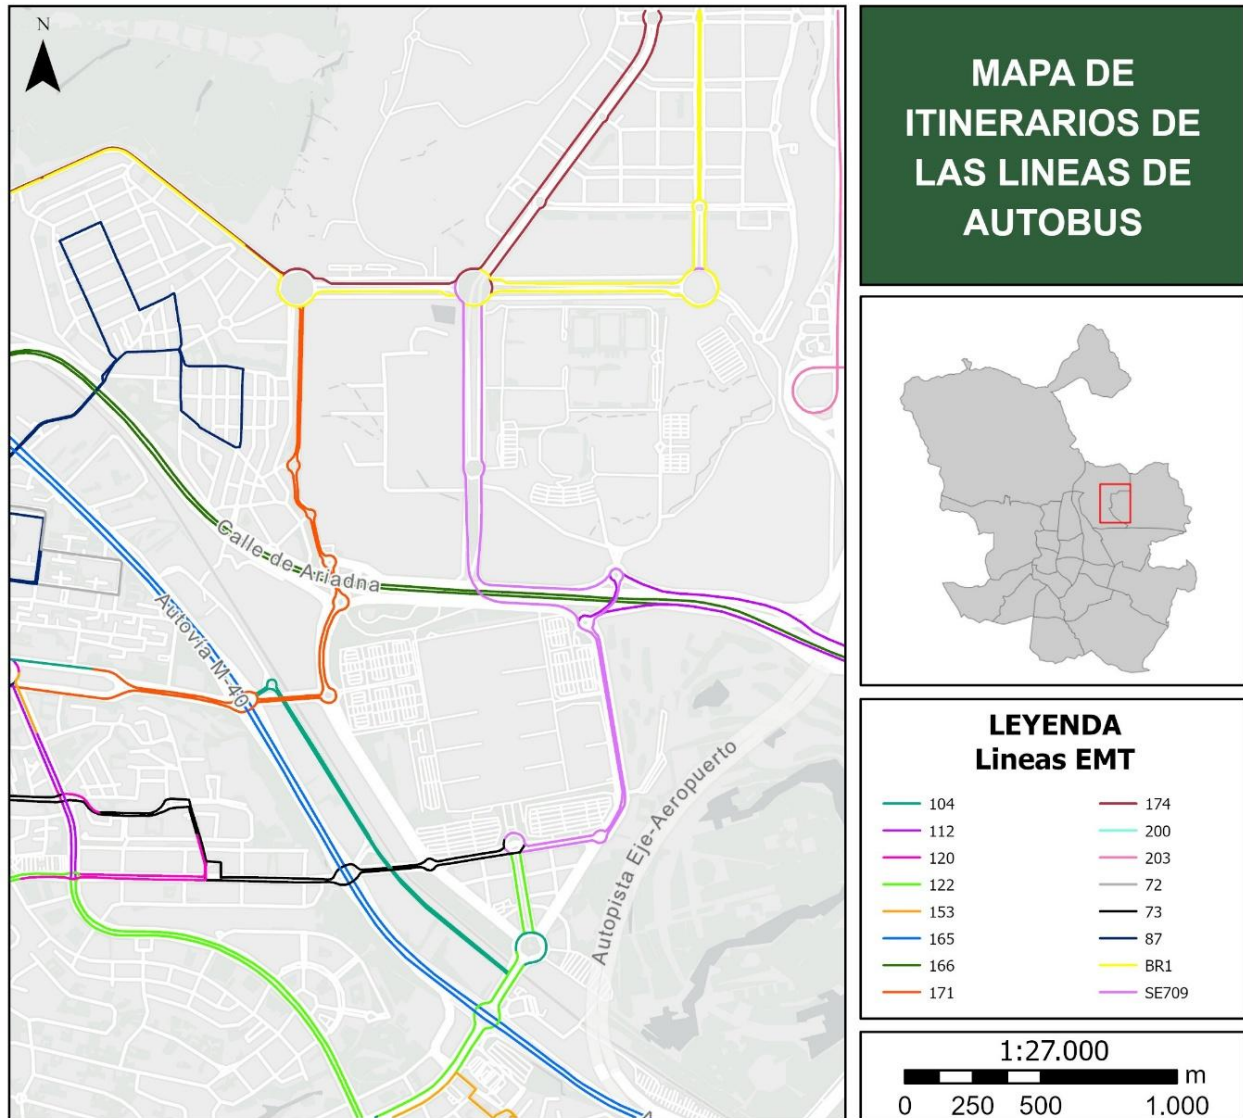 N
Calle de Ariadna
Autovía M-40
Autopista Eje-Aeropuerto
MAPA DE
ITINERARIOS DE
LAS LINEAS DE
AUTOBUS
LEYENDA
Lineas EMT
104
112
120
122
153
165
166
171
174
200
203
72
73
87
BR1
SE709
1:27.000
m
0 250 500 1.000